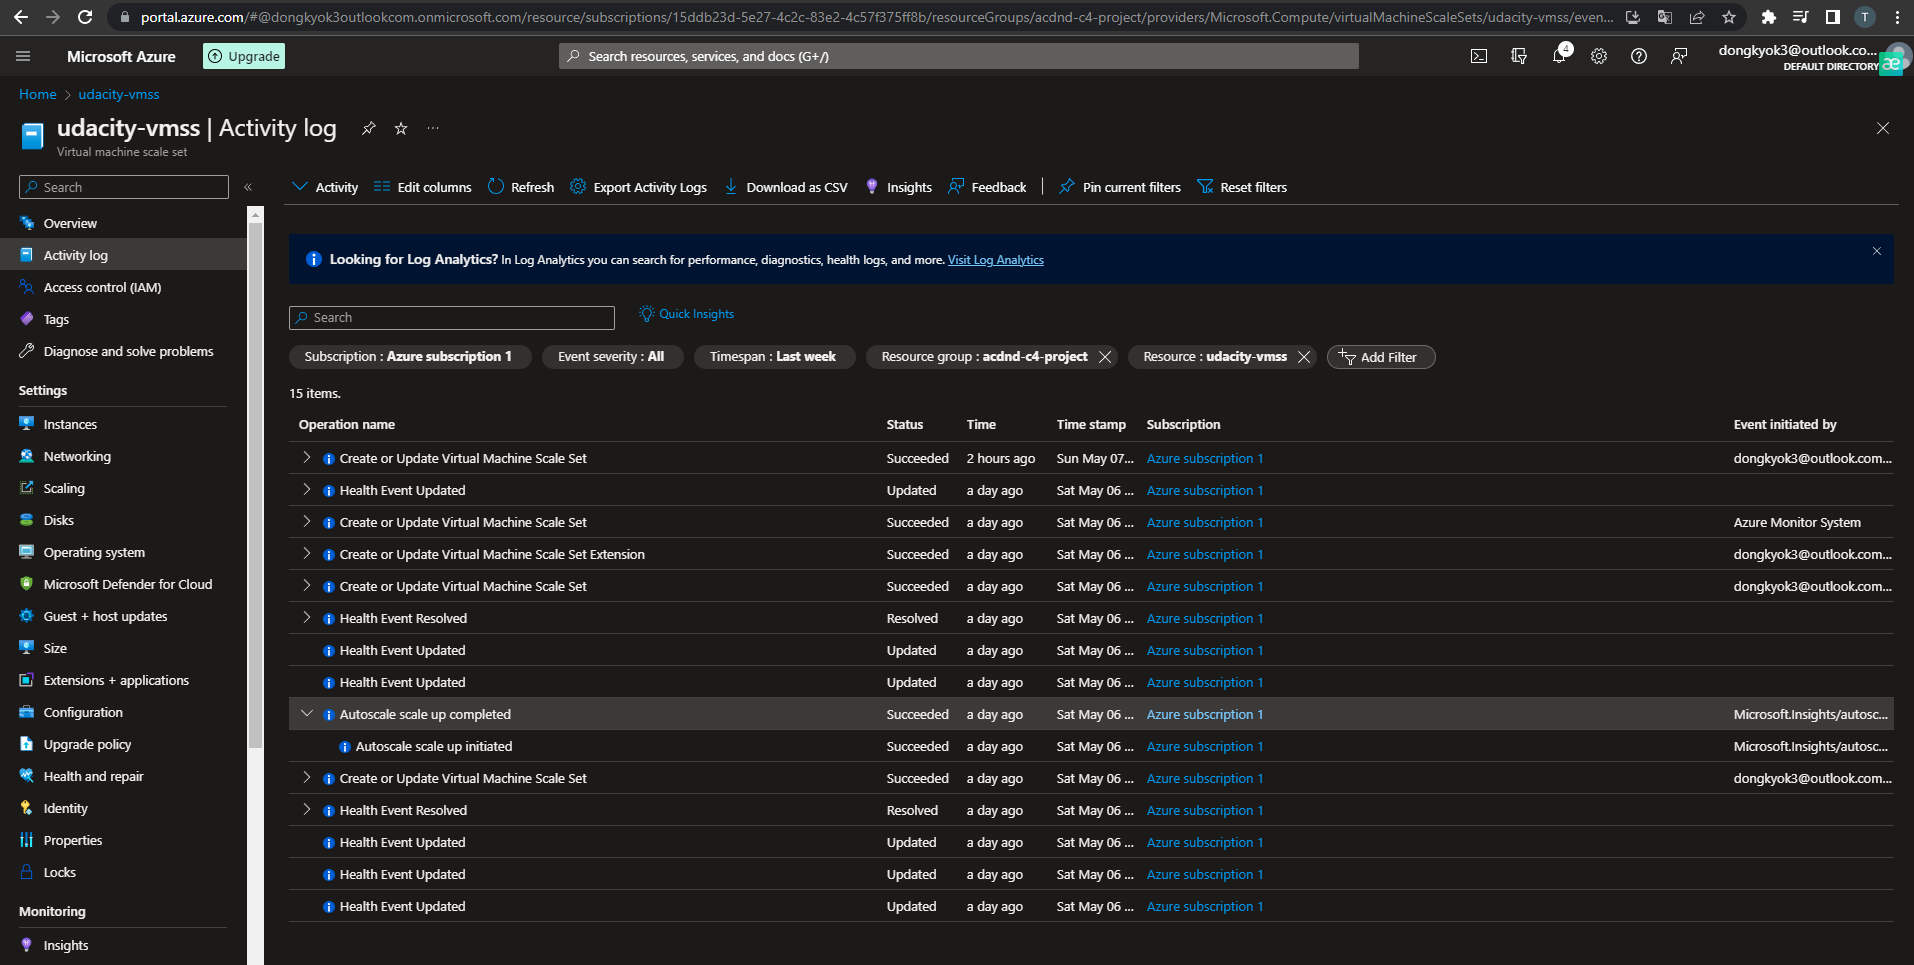 portal.azure.com/#@dongkyok3outlookcom.onmicrosoft.com/resource/subscriptions/15ddb23d-5e27-4c2c-83e2-4c57f375ff8b/resourceGroups/acdnd-c4-project/providers/Microsoft.Compute/virtualMachineScaleSets/udacity-vmss/even...
T
Microsoft Azure
Upgrade
Search resources, services, and docs (G+/)
4
dongkyok3@outlook.co...
DEFAULT DIRECTORY
æ
Home > udacity-vmss
udacity-vmss | Activity log
Virtual machine scale set
Search
Overview
Activity log
Access control (IAM)
Tags
Diagnose and solve problems
Settings
Instances
Networking
Scaling
Disks
Operating system
Microsoft Defender for Cloud
Guest + host updates
Size
Extensions + applications
Configuration
Upgrade policy
Health and repair
Identity
Properties
Locks
Monitoring
Insights
Activity Edit columns Refresh Export Activity Logs Download as CSV Insights Feedback | Pin current filters Reset filters
Looking for Log Analytics? In Log Analytics you can search for performance, diagnostics, health logs, and more. Visit Log Analytics
Search
Quick Insights
Subscription : Azure subscription 1 Event severity : All Timespan : Last week Resource group : acdnd-c4-project Resource : udacity-vmss Add Filter
15 items.
Operation name Status Time Time stamp Subscription Event initiated by
Create or Update Virtual Machine Scale Set Succeeded 2 hours ago Sun May 07... Azure subscription 1 dongkyok3@outlook.com...
Health Event Updated Updated a day ago Sat May 06 ... Azure subscription 1
Create or Update Virtual Machine Scale Set Succeeded a day ago Sat May 06 ... Azure subscription 1 Azure Monitor System
Create or Update Virtual Machine Scale Set Extension Succeeded a day ago Sat May 06 ... Azure subscription 1 dongkyok3@outlook.com...
Create or Update Virtual Machine Scale Set Succeeded a day ago Sat May 06 ... Azure subscription 1 dongkyok3@outlook.com...
Health Event Resolved Resolved a day ago Sat May 06 ... Azure subscription 1
Health Event Updated Updated a day ago Sat May 06 ... Azure subscription 1
Health Event Updated Updated a day ago Sat May 06 ... Azure subscription 1
Autoscale scale up completed Succeeded a day ago Sat May 06 ... Azure subscription 1 Microsoft.Insights/autosc...
Autoscale scale up initiated Succeeded a day ago Sat May 06 ... Azure subscription 1 Microsoft.Insights/autosc...
Create or Update Virtual Machine Scale Set Succeeded a day ago Sat May 06 ... Azure subscription 1 dongkyok3@outlook.com...
Health Event Resolved Resolved a day ago Sat May 06 ... Azure subscription 1
Health Event Updated Updated a day ago Sat May 06 ... Azure subscription 1
Health Event Updated Updated a day ago Sat May 06 ... Azure subscription 1
Health Event Updated Updated a day ago Sat May 06 ... Azure subscription 1